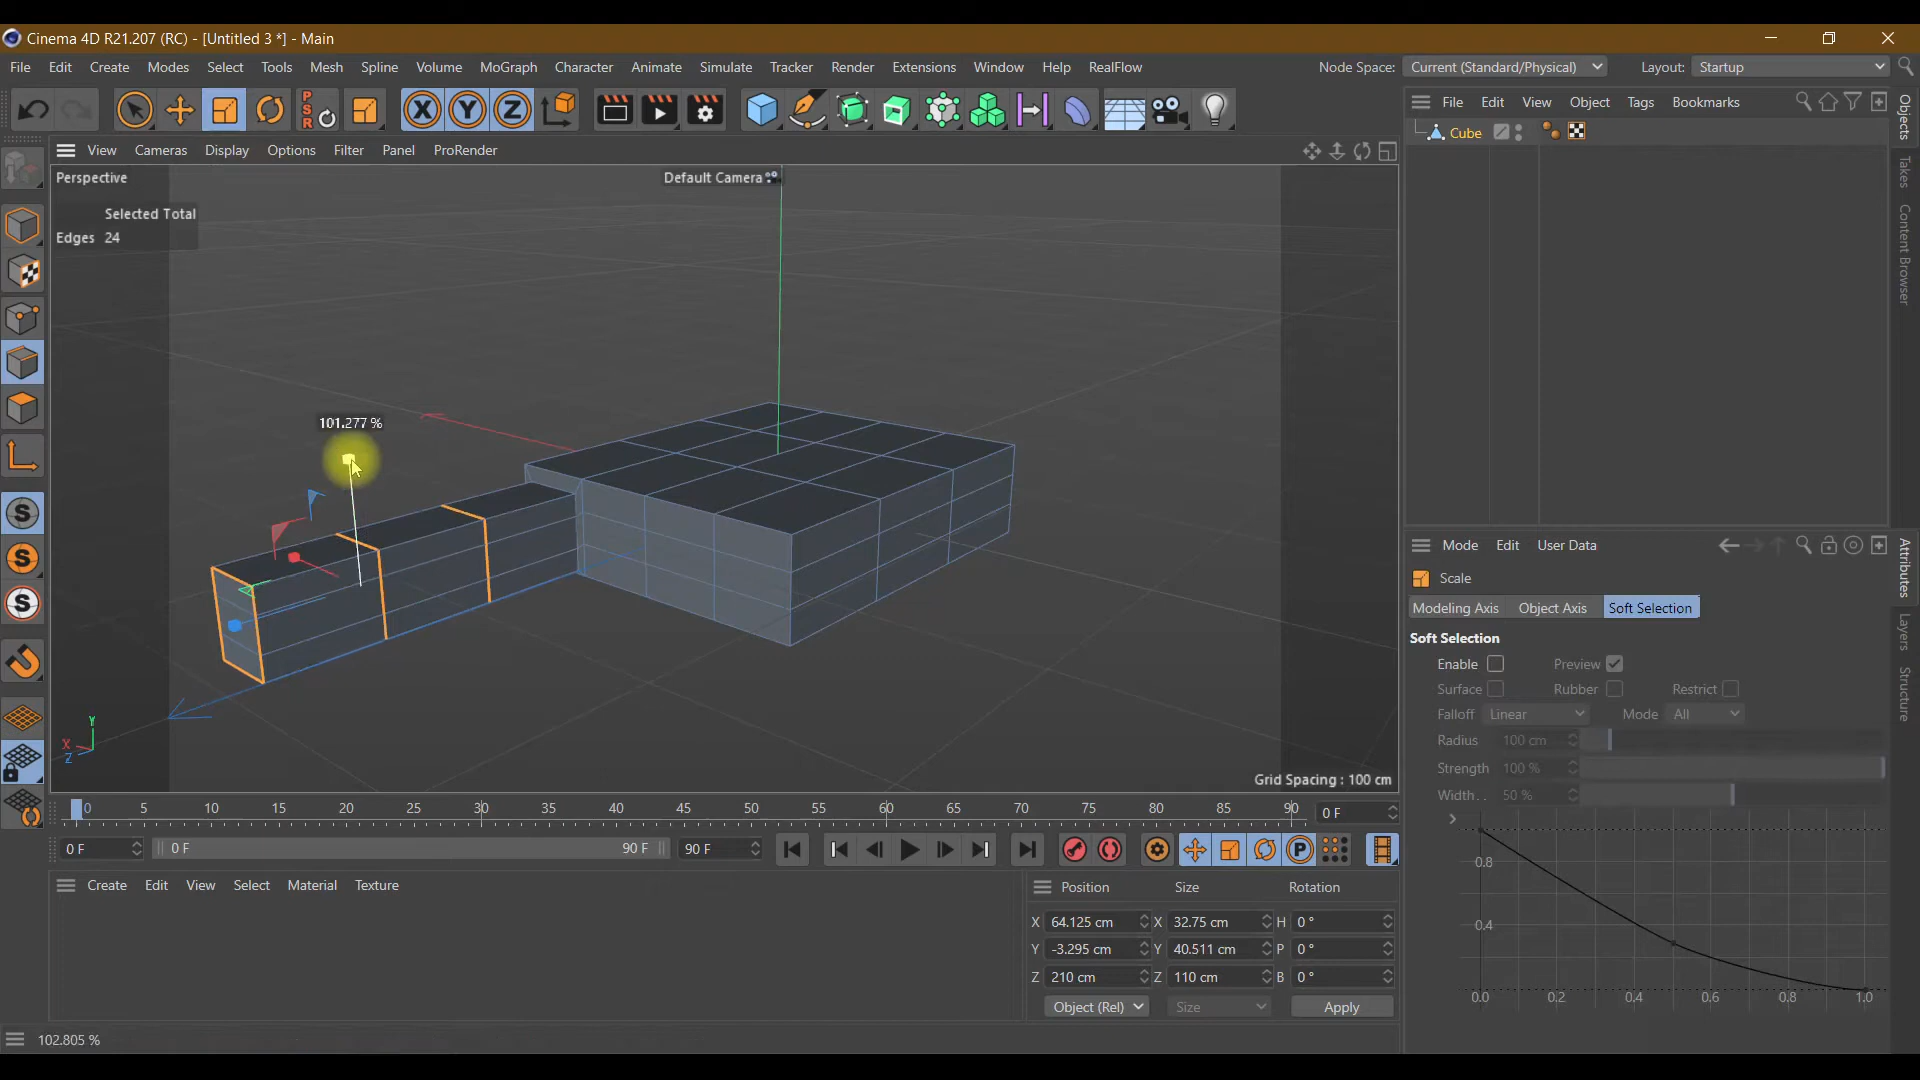 Cinema 4D R21.207 (RC) - [Untitled 3 *] - Main
File Edit Create Modes Select Tools Mesh Spline Volume MoGraph Character Animate Simulate Tracker Render Extensions Window Help RealFlow Node Space: Current (Standard/Physical) Layout: Startup
PSR X Y Z
File Edit View Object Tags Bookmarks
Cube
View Cameras Display Options Filter Panel ProRender
Perspective
Default Camera
Selected Total
Edges 24
101.277 %
Y
X
Z
Grid Spacing : 100 cm
S
S
S
Objects
Takes
Content Browser
Attributes
Layers
Structure
Mode Edit User Data
Scale
Modeling Axis Object Axis Soft Selection
Soft Selection
Enable Preview
Surface Rubber Restrict
Falloff Linear Mode All
Radius 100 cm
Strength 100 %
Width . . 50 %
0.8
0.4
0.0 0.2 0.4 0.6 0.8 1.0
0 5 10 15 20 25 30 35 40 45 50 55 60 65 70 75 80 85 90 0 F
0 F 0 F 90 F 90 F
P
Create Edit View Select Material Texture
Position Size Rotation
X 64.125 cm X 32.75 cm H 0 °
Y -3.295 cm Y 40.511 cm P 0 °
Z 210 cm Z 110 cm B 0 °
Object (Rel) Size Apply
102.805 %